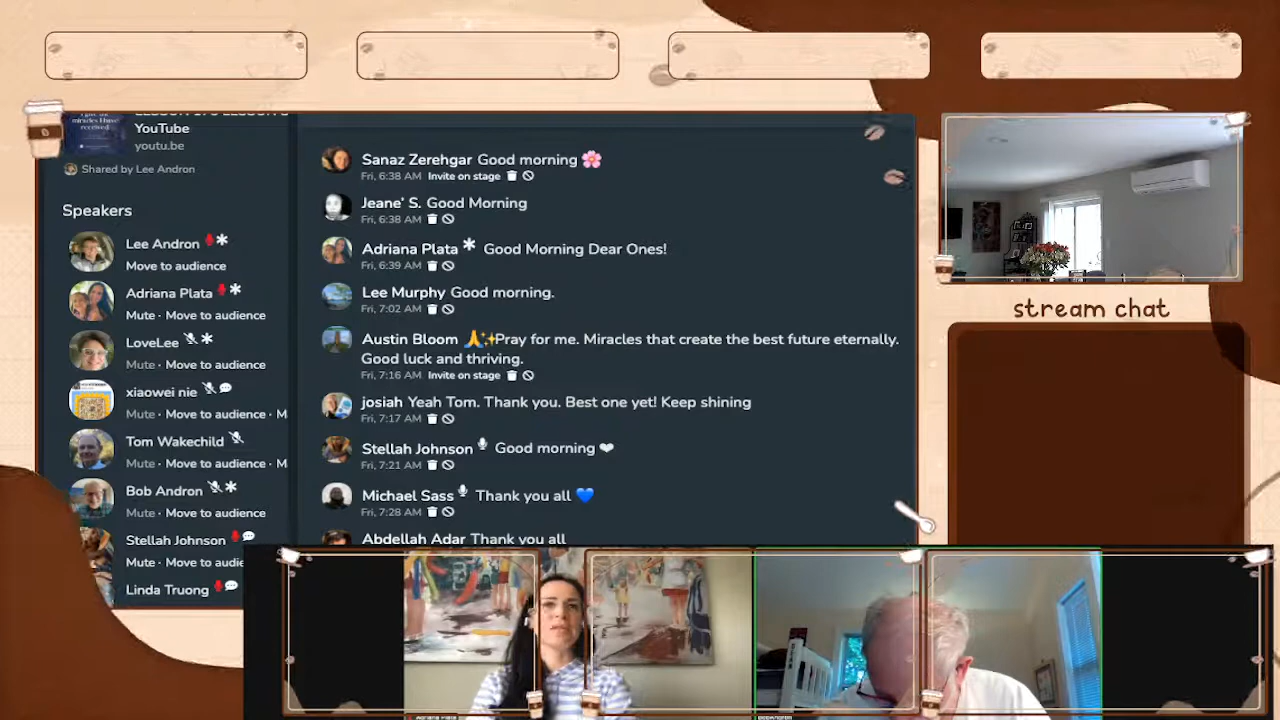 miracles I have
received
YouTube
youtu.be
Shared by Lee Andron
Speakers
Lee Andron
Move to audience
Adriana Plata
Mute · Move to audience
LoveLee
Move to audience
xiaowei nie
Mute · Move to audience · M
Tom Wakechild
Mute · Move to audience · M
Bob Andron
Mute · Move to audience
Stellah Johnson
Mute · Move to audie
Linda Truong
Sanaz Zerehgar Good morning 🌸
Fri, 6:38 AM Invite on stage
Jeane' S. Good Morning
Fri, 6:38 AM
Adriana Plata * Good Morning Dear Ones!
Fri, 6:39 AM
Lee Murphy Good morning.
Fri, 7:02 AM
Austin Bloom 🙏✨Pray for me. Miracles that create the best future eternally.
Good luck and thriving.
Fri, 7:16 AM Invite on stage
josiah Yeah Tom. Thank you. Best one yet! Keep shining
Fri, 7:17 AM
Stellah Johnson Good morning ❤
Fri, 7:21 AM
Michael Sass Thank you all 💙
Fri, 7:28 AM
Abdellah Adar Thank you all
stream chat
Adriana Plata